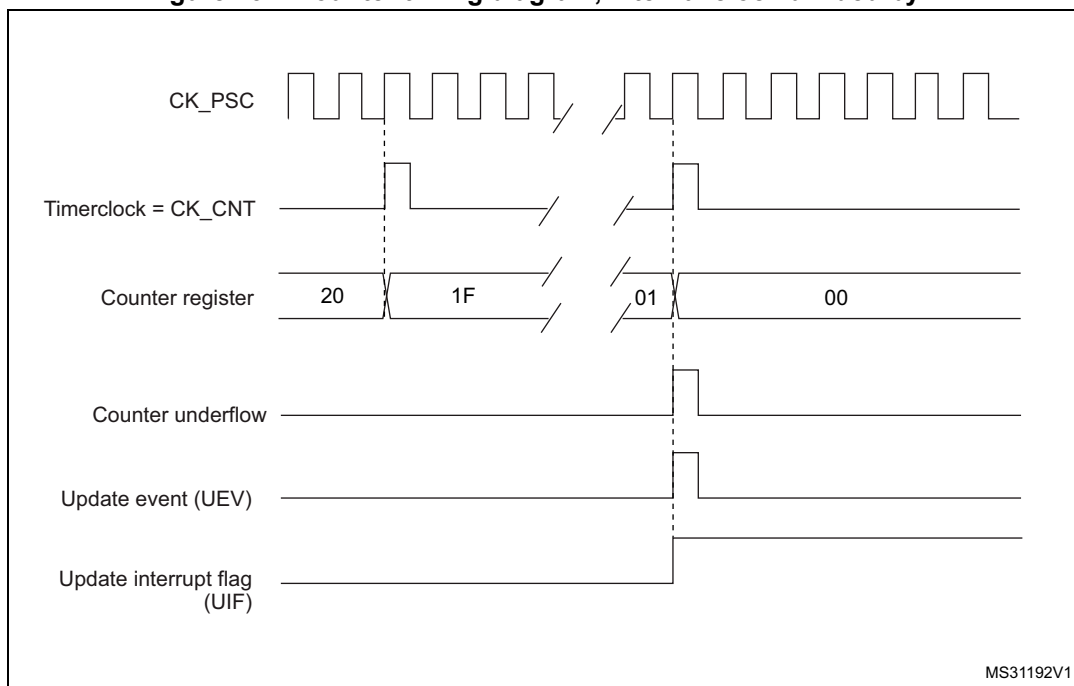 CK_PSC
Timerclock = CK_CNT
Counter register
20
1F
01
00
Counter underflow
Update event (UEV)
Update interrupt flag
(UIF)
MS31192V1